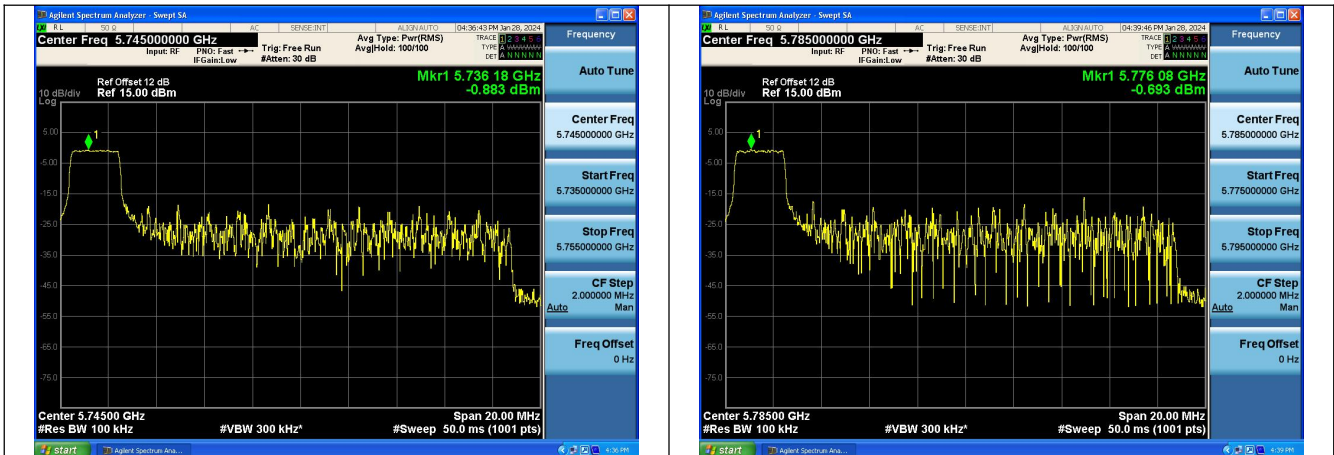 Agilent Spectrum Analyzer - Swept SA
RL 50 Ω AC SENSE:INT ALIGNAUTO 04:36:43 PM Jan 28, 2024
Center Freq 5.745000000 GHz
Input: RF PNO: Fast
IFGain:Low
Trig: Free Run
#Atten: 30 dB
Avg Type: Pwr(RMS)
Avg|Hold: 100/100
TRACE 1 2 3 4 5 6
TYPE A
DET A N N N N N
Ref Offset 12 dB
Ref 15.00 dBm
Mkr1 5.736 18 GHz
-0.883 dBm
10 dB/div
Log
5.00
-5.00
-15.0
-25.0
-35.0
-45.0
-55.0
-65.0
-75.0
1
Center 5.74500 GHz
Span 20.00 MHz
#Res BW 100 kHz
#VBW 300 kHz*
#Sweep 50.0 ms (1001 pts)
Frequency
Auto Tune
Center Freq
5.745000000 GHz
Start Freq
5.735000000 GHz
Stop Freq
5.755000000 GHz
CF Step
2.000000 MHz
Auto Man
Freq Offset
0 Hz
start
Agilent Spectrum Ana...
4:36 PM
Agilent Spectrum Analyzer - Swept SA
RL 50 Ω AC SENSE:INT ALIGNAUTO 04:39:46 PM Jan 28, 2024
Center Freq 5.785000000 GHz
Input: RF PNO: Fast
IFGain:Low
Trig: Free Run
#Atten: 30 dB
Avg Type: Pwr(RMS)
Avg|Hold: 100/100
TRACE 1 2 3 4 5 6
TYPE A
DET A N N N N N
Ref Offset 12 dB
Ref 15.00 dBm
Mkr1 5.776 08 GHz
-0.693 dBm
10 dB/div
Log
5.00
-5.00
-15.0
-25.0
-35.0
-45.0
-55.0
-65.0
-75.0
1
Center 5.78500 GHz
Span 20.00 MHz
#Res BW 100 kHz
#VBW 300 kHz*
#Sweep 50.0 ms (1001 pts)
Frequency
Auto Tune
Center Freq
5.785000000 GHz
Start Freq
5.775000000 GHz
Stop Freq
5.795000000 GHz
CF Step
2.000000 MHz
Auto Man
Freq Offset
0 Hz
start
Agilent Spectrum Ana...
4:39 PM